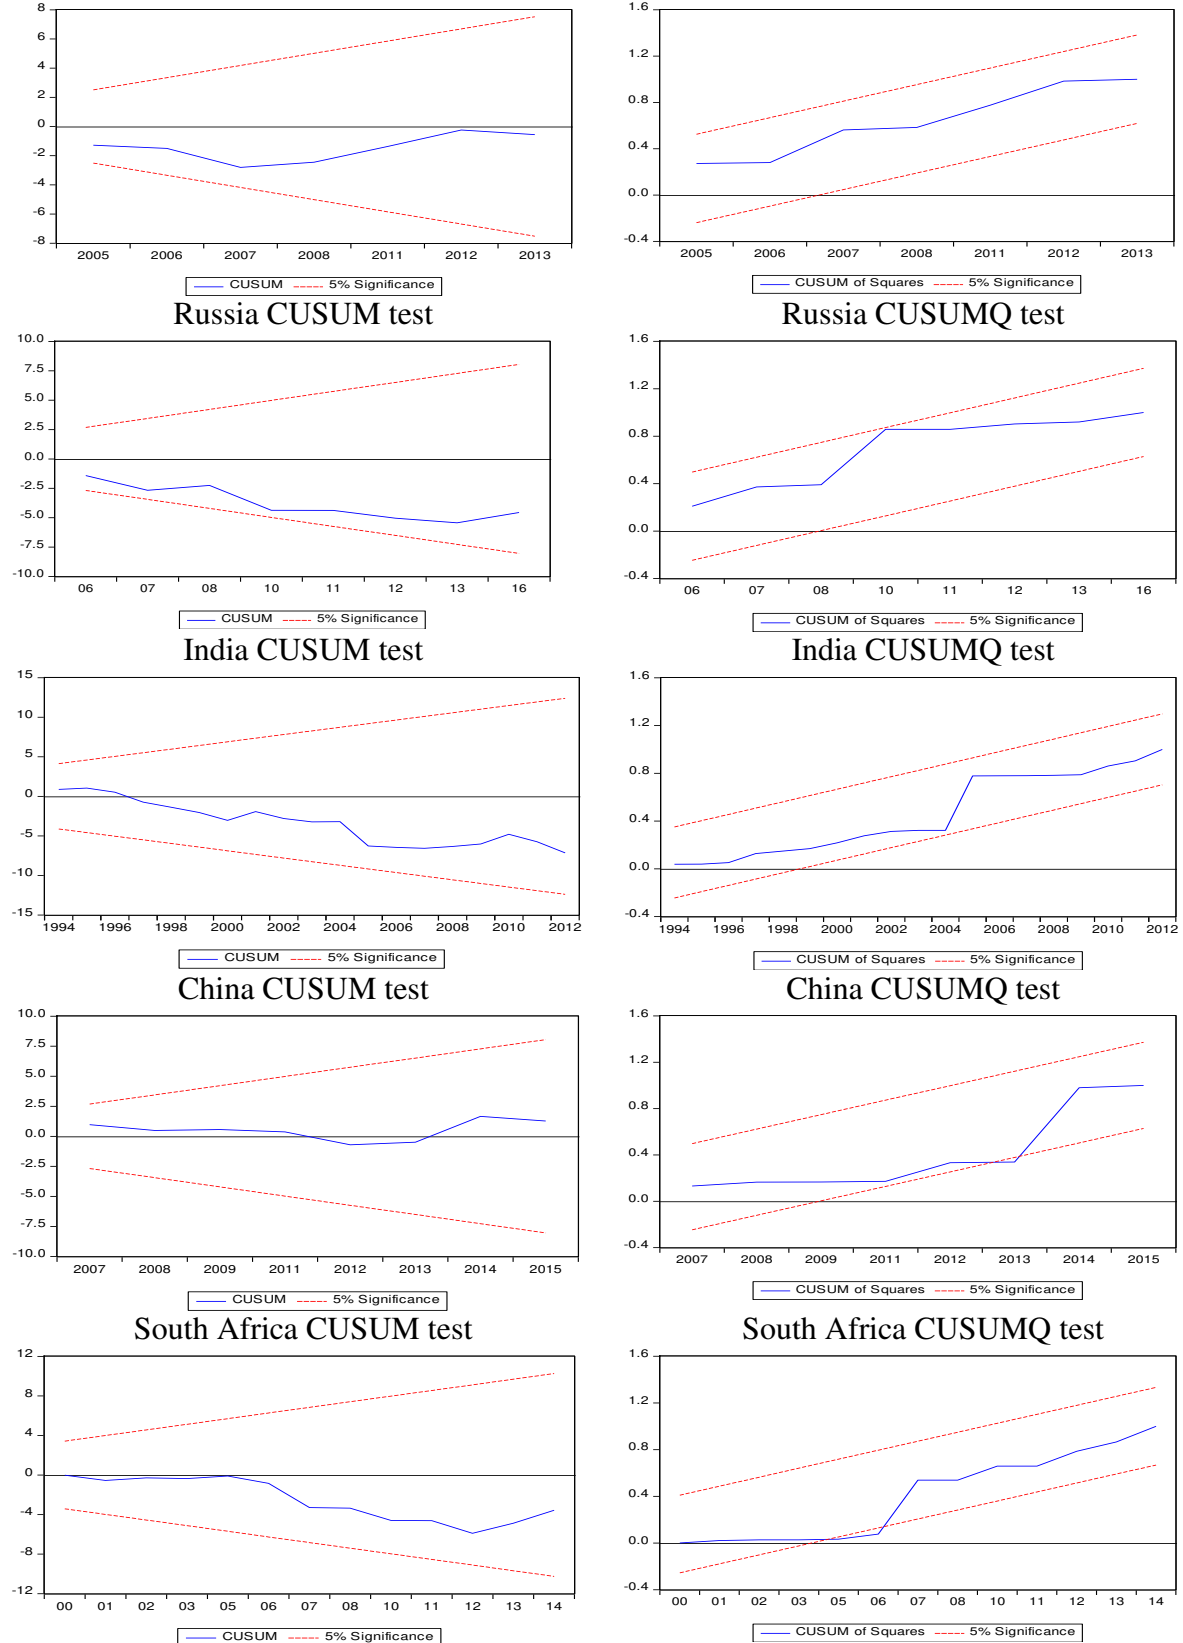 8
6
4
2
0
-2
-4
-6
-8
2005 2006 2007 2008 2011 2012 2013
CUSUM 5% Significance
1.6
1.2
0.8
0.4
0.0
-0.4
2005 2006 2007 2008 2011 2012 2013
CUSUM of Squares 5% Significance
Russia CUSUM test
Russia CUSUMQ test
10.0
7.5
5.0
2.5
0.0
-2.5
-5.0
-7.5
-10.0
06 07 08 10 11 12 13 16
CUSUM 5% Significance
1.6
1.2
0.8
0.4
0.0
-0.4
06 07 08 10 11 12 13 16
CUSUM of Squares 5% Significance
India CUSUM test
India CUSUMQ test
15
10
5
0
-5
-10
-15
1994 1996 1998 2000 2002 2004 2006 2008 2010 2012
CUSUM 5% Significance
1.6
1.2
0.8
0.4
0.0
-0.4
1994 1996 1998 2000 2002 2004 2006 2008 2010 2012
CUSUM of Squares 5% Significance
China CUSUM test
China CUSUMQ test
10.0
7.5
5.0
2.5
0.0
-2.5
-5.0
-7.5
-10.0
2007 2008 2009 2011 2012 2013 2014 2015
CUSUM 5% Significance
1.6
1.2
0.8
0.4
0.0
-0.4
2007 2008 2009 2011 2012 2013 2014 2015
CUSUM of Squares 5% Significance
South Africa CUSUM test
South Africa CUSUMQ test
12
8
4
0
-4
-8
-12
00 01 02 03 05 06 07 08 10 11 12 13 14
CUSUM 5% Significance
1.6
1.2
0.8
0.4
0.0
-0.4
00 01 02 03 05 06 07 08 10 11 12 13 14
CUSUM of Squares 5% Significance